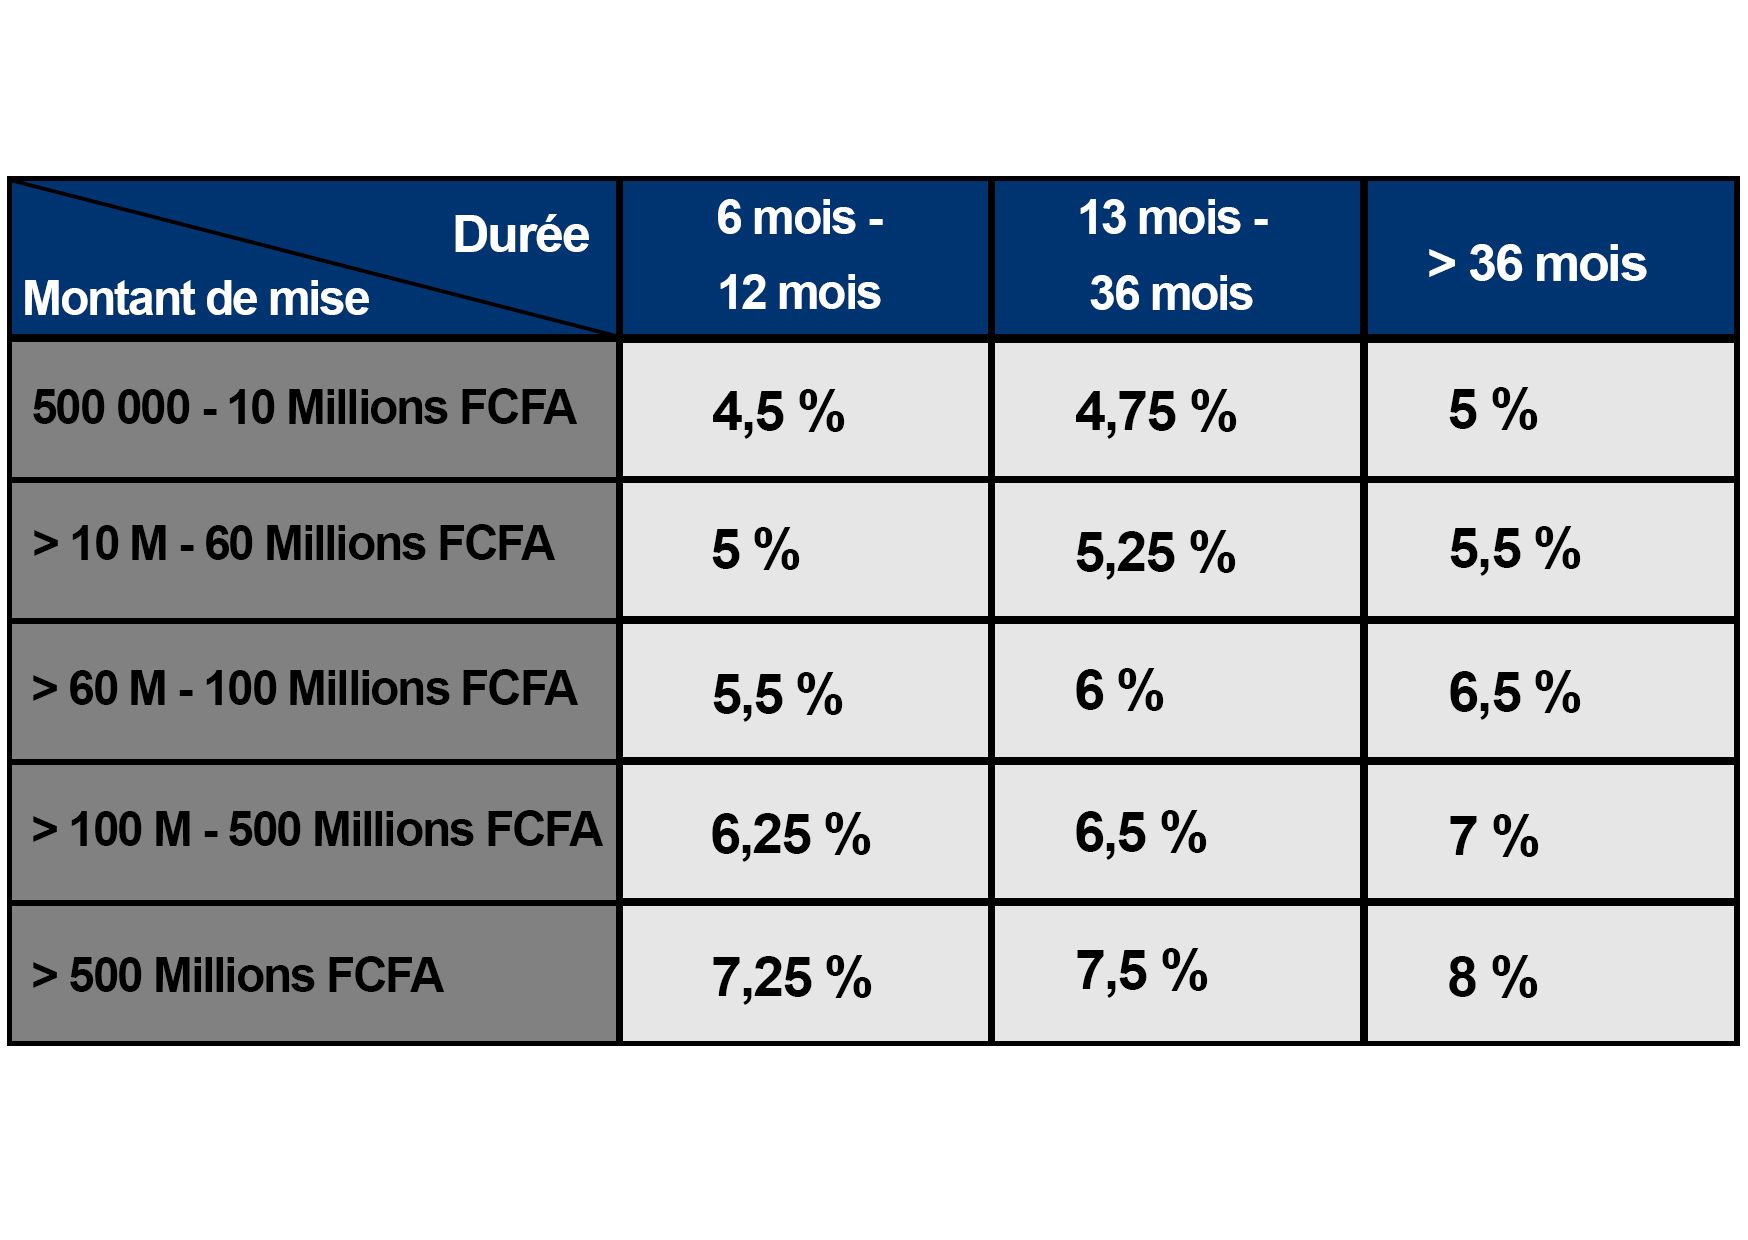 Durée
Montant de mise
6 mois -
12 mois
13 mois -
36 mois
> 36 mois
500 000 - 10 Millions FCFA
4,5 %
4,75 %
5 %
> 10 M - 60 Millions FCFA
5 %
5,25 %
5,5 %
> 60 M - 100 Millions FCFA
5,5 %
6 %
6,5 %
> 100 M - 500 Millions FCFA
6,25 %
6,5 %
7 %
> 500 Millions FCFA
7,25 %
7,5 %
8 %